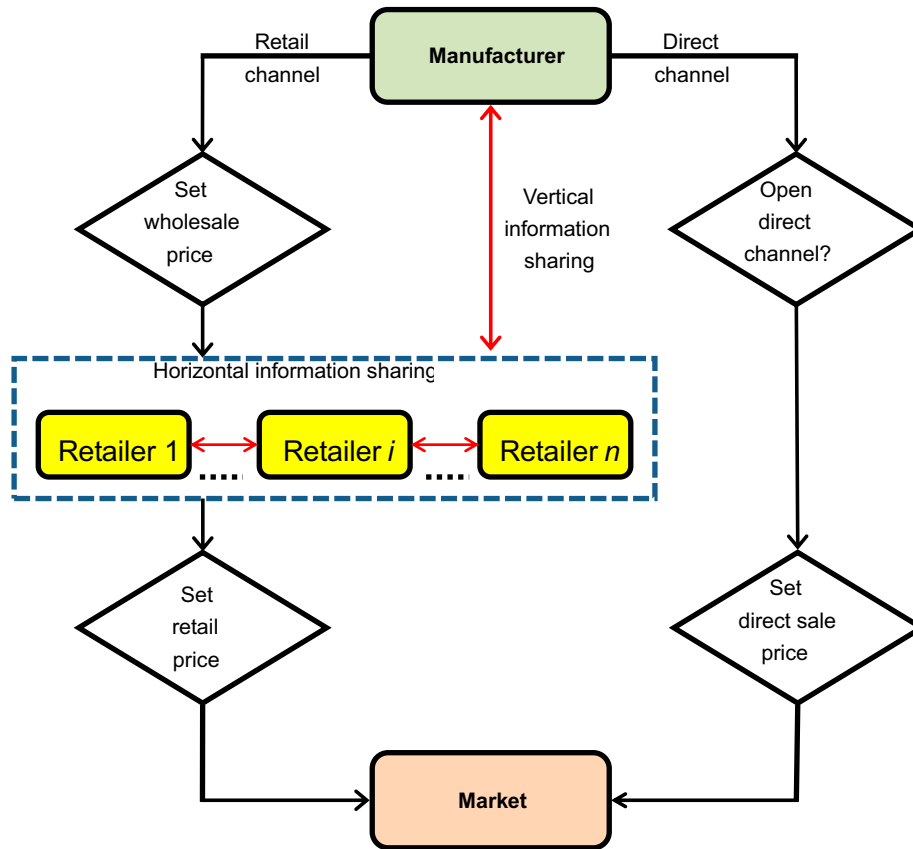 Retail
channel
Manufacturer
Direct
channel
Set
wholesale
price
Vertical
information
sharing
Open
direct
channel?
Horizontal information sharing
Retailer 1
Retailer i
Retailer n
Set
retail
price
Set
direct sale
price
Market